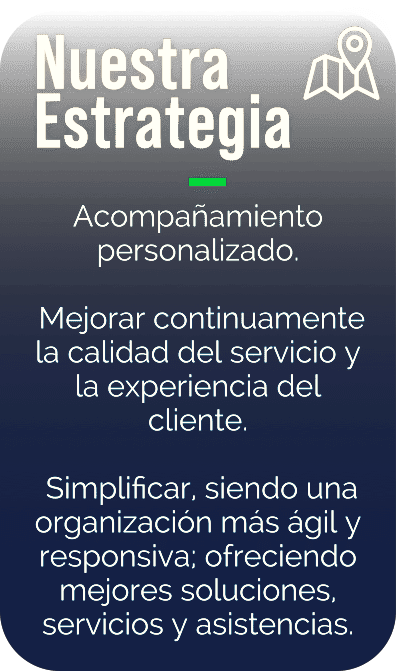 Nuestra
Estrategia
Acompañamiento
personalizado.
Mejorar continuamente
la calidad del servicio y
la experiencia del
cliente.
Simplificar, siendo una
organización más ágil y
responsiva; ofreciendo
mejores soluciones,
servicios y asistencias.